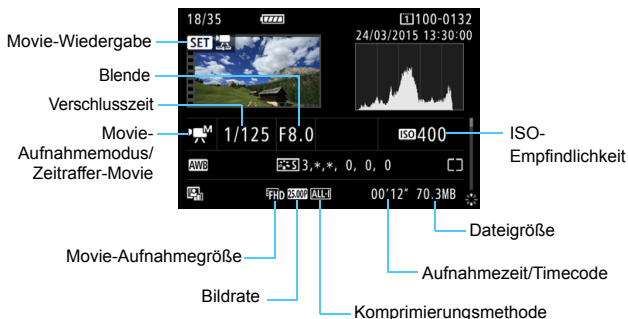 18/35 1 100-0132
24/03/2015 13:30:00
SET
Movie-Wiedergabe
Blende
Verschlusszeit
Movie-
Aufnahmemodus/
Zeitraffer-Movie
M 1/125 F8.0 ISO 400
ISO-
Empfindlichkeit
AWB 3,*,*, 0, 0, 0
FHD 25.00P ALL-I 00'12" 70.3MB
Dateigröße
Movie-Aufnahmegröße
Aufnahmezeit/Timecode
Bildrate
Komprimierungsmethode